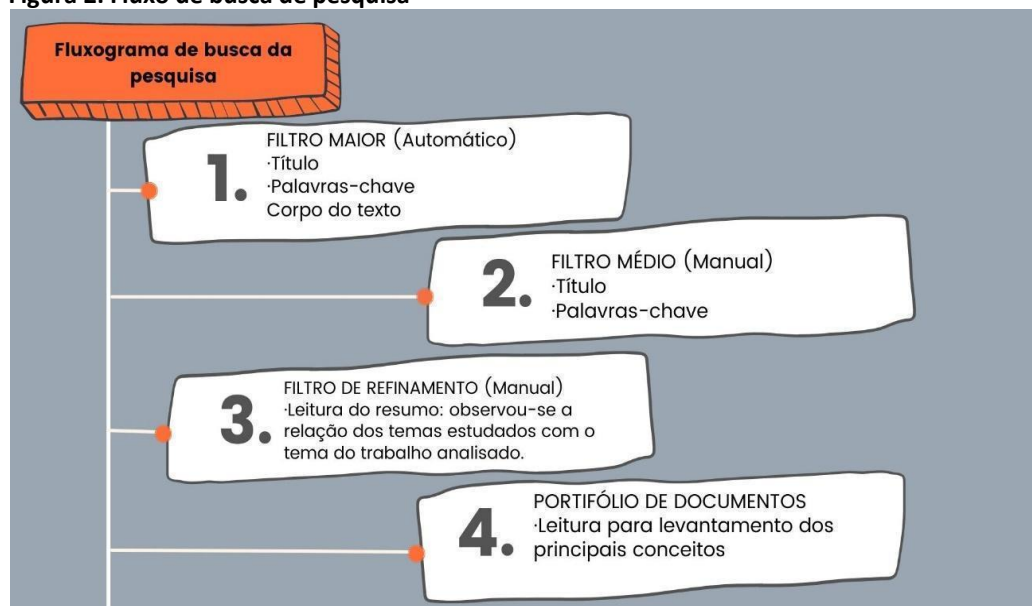 Figura 2: Fluxo de busca de pesquisa
Fluxograma de busca da
pesquisa
1.
FILTRO MAIOR (Automático)
·Título
·Palavras-chave
Corpo do texto
2.
FILTRO MÉDIO (Manual)
·Título
·Palavras-chave
3.
FILTRO DE REFINAMENTO (Manual)
·Leitura do resumo: observou-se a
relação dos temas estudados com o
tema do trabalho analisado.
4.
PORTIFÓLIO DE DOCUMENTOS
·Leitura para levantamento dos
principais conceitos